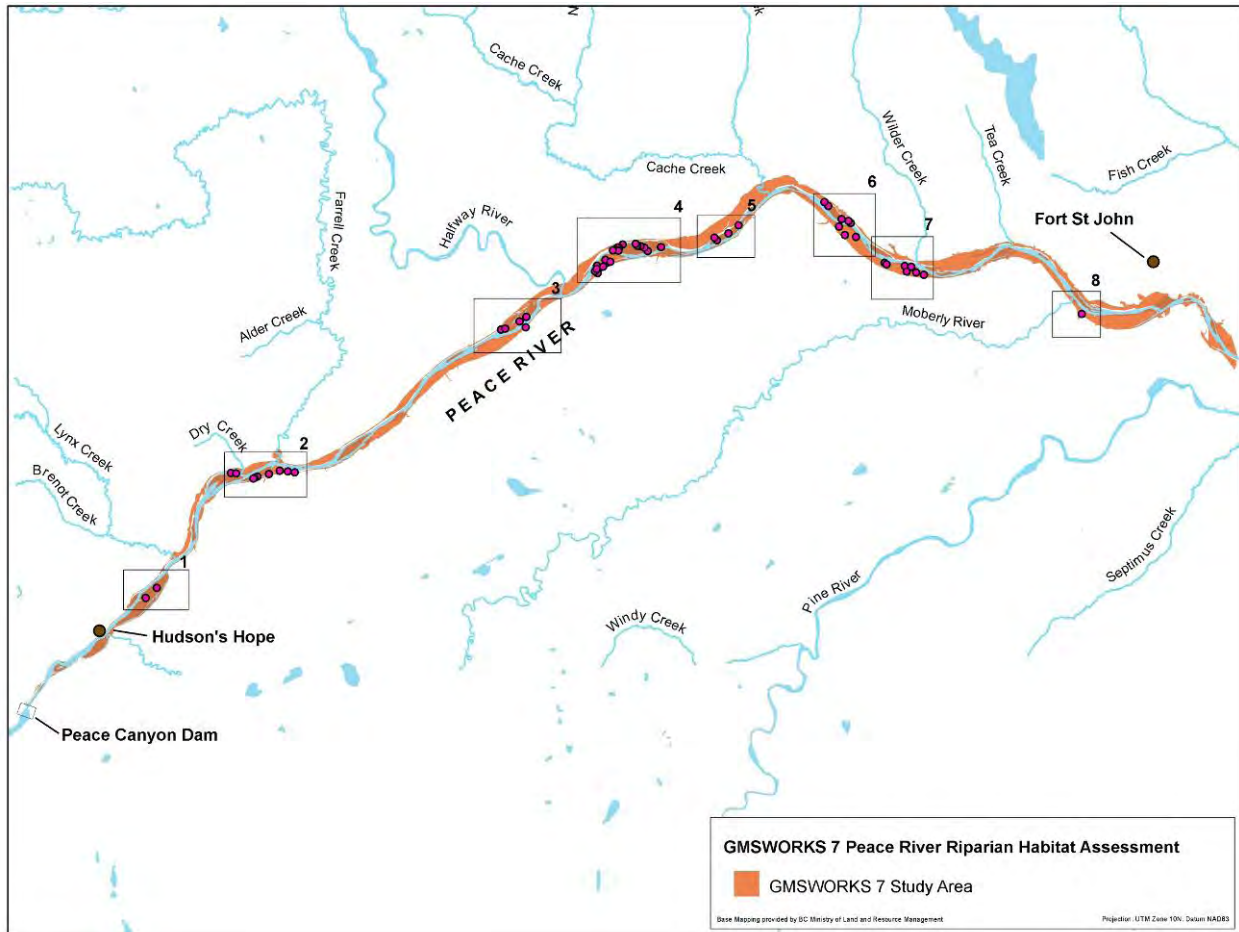 N
k
Cache Creek
Farrell Creek
Wilder Creek
Tea Creek
Fish Creek
Cache Creek
Halfway River
6
4
5
7
Fort St John
3
8
Moberly River
Alder Creek
PEACE RIVER
Dry Creek
2
Lynx Creek
Brenot Creek
Septimus Creek
1
Pine River
Windy Creek
Hudson's Hope
Peace Canyon Dam
GMSWORKS 7 Peace River Riparian Habitat Assessment
GMSWORKS 7 Study Area
Base Mapping provided by BC Ministry of Land and Resource Management
Projection: UTM Zone 10N, Datum NAD83